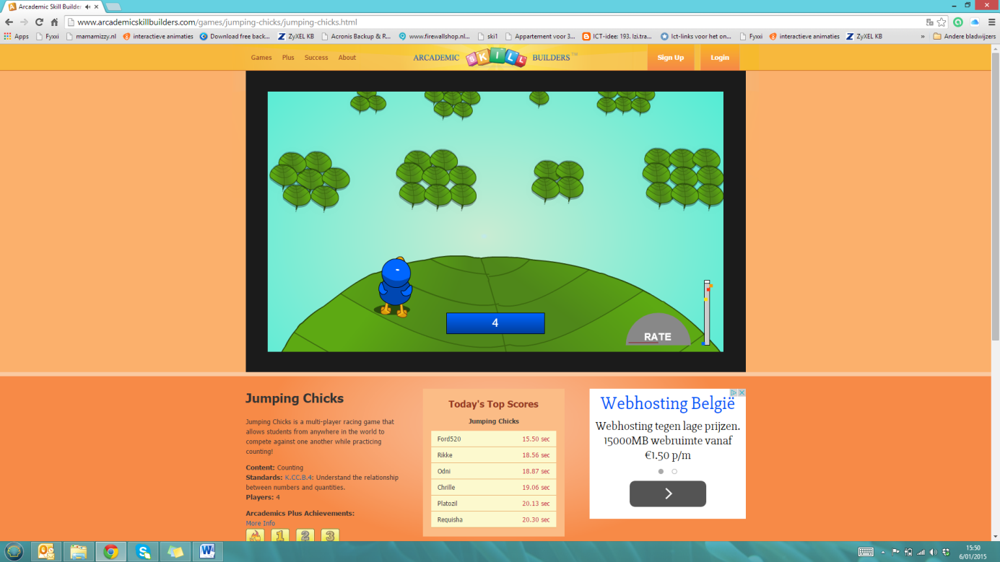 Arcademic Skill Builder
www.arcademicskillbuilders.com/games/jumping-chicks/jumping-chicks.html
Apps Fyxxi mamamizzy.nl interactieve animaties Download free back... ZyXEL KB Acronis Backup & R... www.firewallshop.nl... ski1 Appartement voor 3... ICT-idee: 193. Izi.tra... Ict-links voor het on... Fyxxi interactieve animaties ZyXEL KB » Andere bladwijzers
Games Plus Success About ARCADEMIC SKILL BUILDERS™ Sign Up Login
4
RATE
Jumping Chicks
Jumping Chicks is a multi-player racing game that
allows students from anywhere in the world to
compete against one another while practicing
counting!
Content: Counting
Standards: K.CC.B.4: Understand the relationship
between numbers and quantities.
Players: 4
Arcademics Plus Achievements:
More Info
1 2 3
Today's Top Scores
Jumping Chicks
Ford520 15.50 sec
Rikke 18.56 sec
Odni 18.87 sec
Chrille 19.06 sec
Platozil 20.13 sec
Requisha 20.30 sec
Webhosting België
Webhosting tegen lage prijzen.
15000MB webruimte vanaf
€1.50 p/m
15:50
6/01/2015